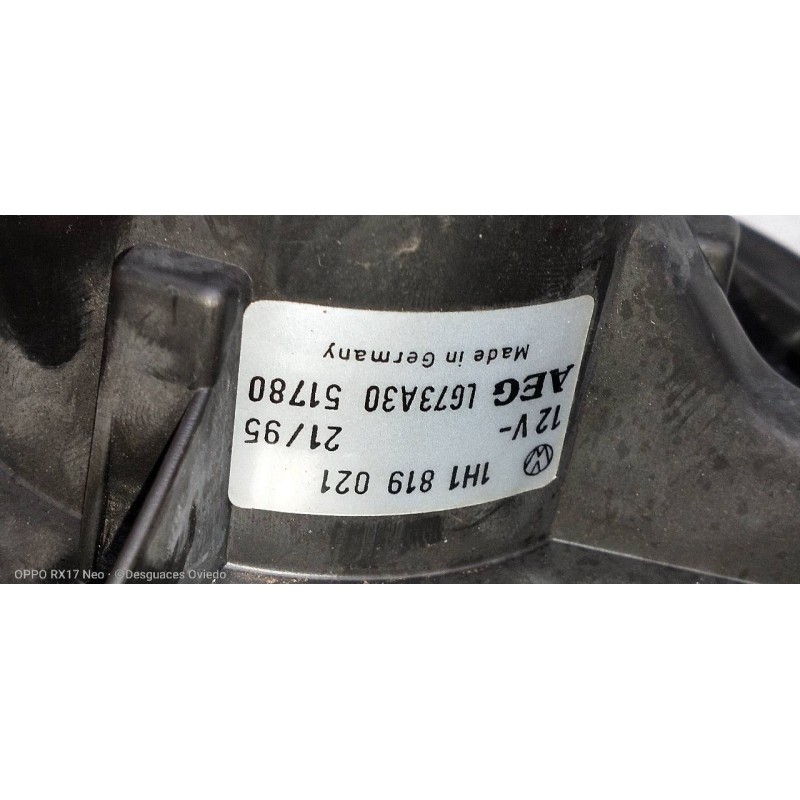 1H1 819 021
12 V- 21/95
AEG LG73A30 51780
Made in Germany
OPPO RX17 Neo · ©Desguaces Oviedo